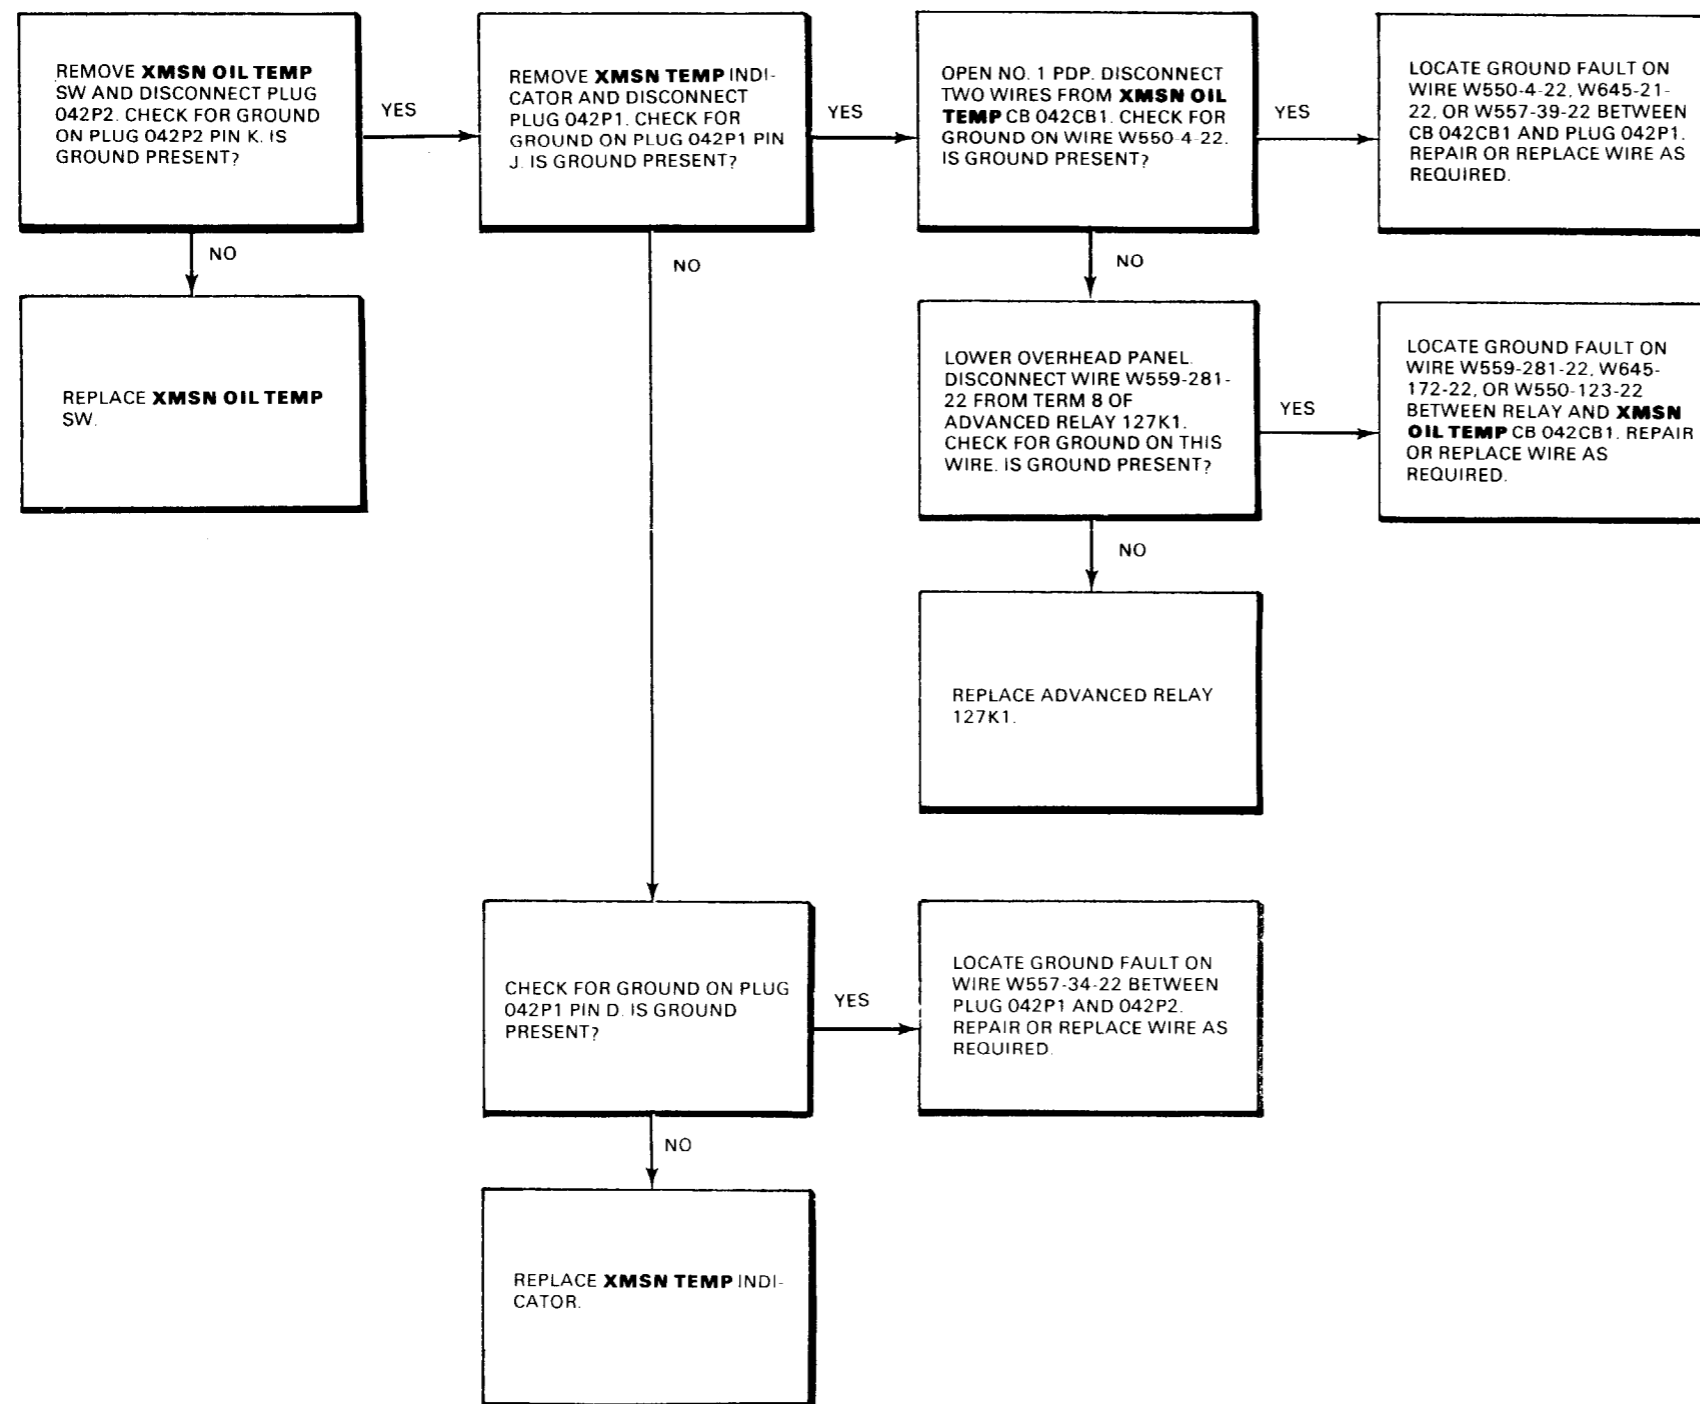 REMOVE XMSN OIL TEMP
SW AND DISCONNECT PLUG
042P2. CHECK FOR GROUND
ON PLUG 042P2 PIN K. IS
GROUND PRESENT?
YES
REMOVE XMSN TEMP INDI-
CATOR AND DISCONNECT
PLUG 042P1. CHECK FOR
GROUND ON PLUG 042P1 PIN
J. IS GROUND PRESENT?
YES
OPEN NO. 1 PDP. DISCONNECT
TWO WIRES FROM XMSN OIL
TEMP CB 042CB1. CHECK FOR
GROUND ON WIRE W550-4-22.
IS GROUND PRESENT?
YES
LOCATE GROUND FAULT ON
WIRE W550-4-22, W645-21-
22, OR W557-39-22 BETWEEN
CB 042CB1 AND PLUG 042P1.
REPAIR OR REPLACE WIRE AS
REQUIRED.
NO
NO
NO
REPLACE XMSN OIL TEMP
SW.
LOWER OVERHEAD PANEL.
DISCONNECT WIRE W559-281-
22 FROM TERM 8 OF
ADVANCED RELAY 127K1.
CHECK FOR GROUND ON THIS
WIRE. IS GROUND PRESENT?
YES
LOCATE GROUND FAULT ON
WIRE W559-281-22, W645-
172-22, OR W550-123-22
BETWEEN RELAY AND XMSN
OIL TEMP CB 042CB1. REPAIR
OR REPLACE WIRE AS
REQUIRED.
NO
REPLACE ADVANCED RELAY
127K1.
CHECK FOR GROUND ON PLUG
042P1 PIN D. IS GROUND
PRESENT?
YES
LOCATE GROUND FAULT ON
WIRE W557-34-22 BETWEEN
PLUG 042P1 AND 042P2.
REPAIR OR REPLACE WIRE AS
REQUIRED.
NO
REPLACE XMSN TEMP INDI-
CATOR.